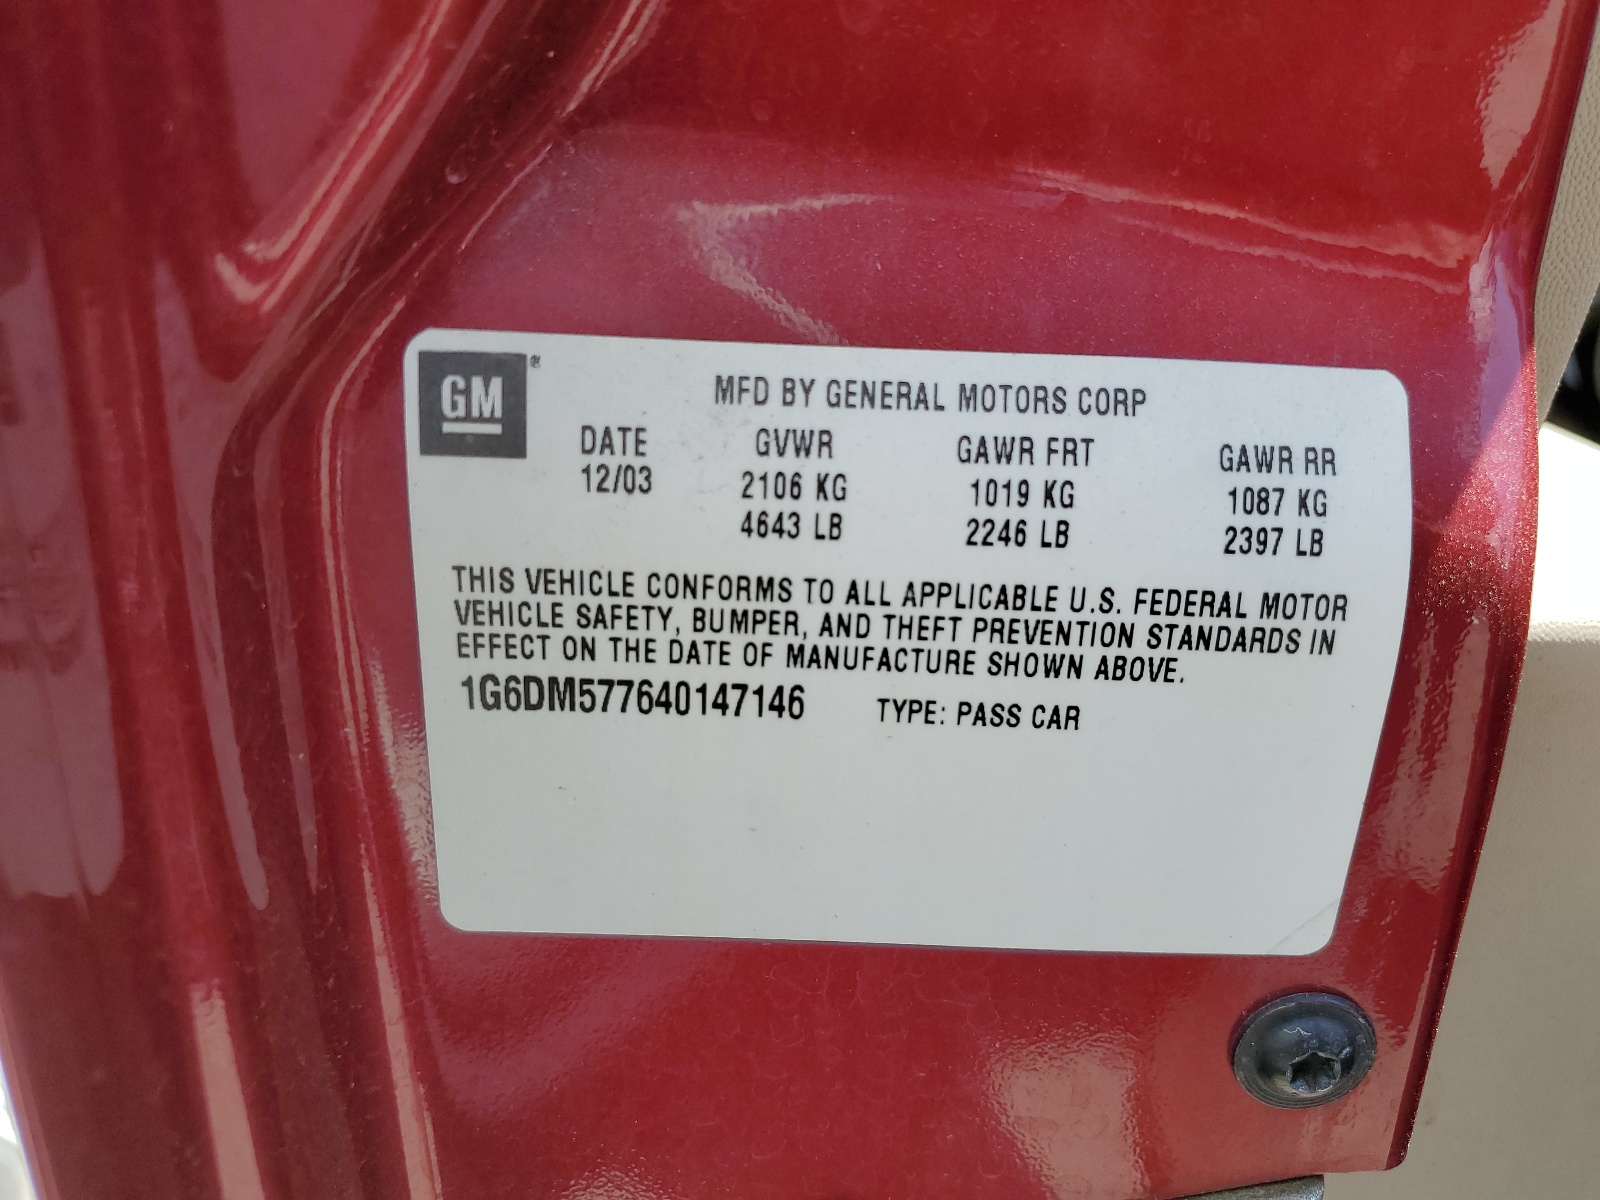 GM ®
MFD BY GENERAL MOTORS CORP
DATE GVWR GAWR FRT GAWR RR
12/03 2106 KG 1019 KG 1087 KG
4643 LB 2246 LB 2397 LB
THIS VEHICLE CONFORMS TO ALL APPLICABLE U.S. FEDERAL MOTOR
VEHICLE SAFETY, BUMPER, AND THEFT PREVENTION STANDARDS IN
EFFECT ON THE DATE OF MANUFACTURE SHOWN ABOVE.
1G6DM577640147146 TYPE: PASS CAR